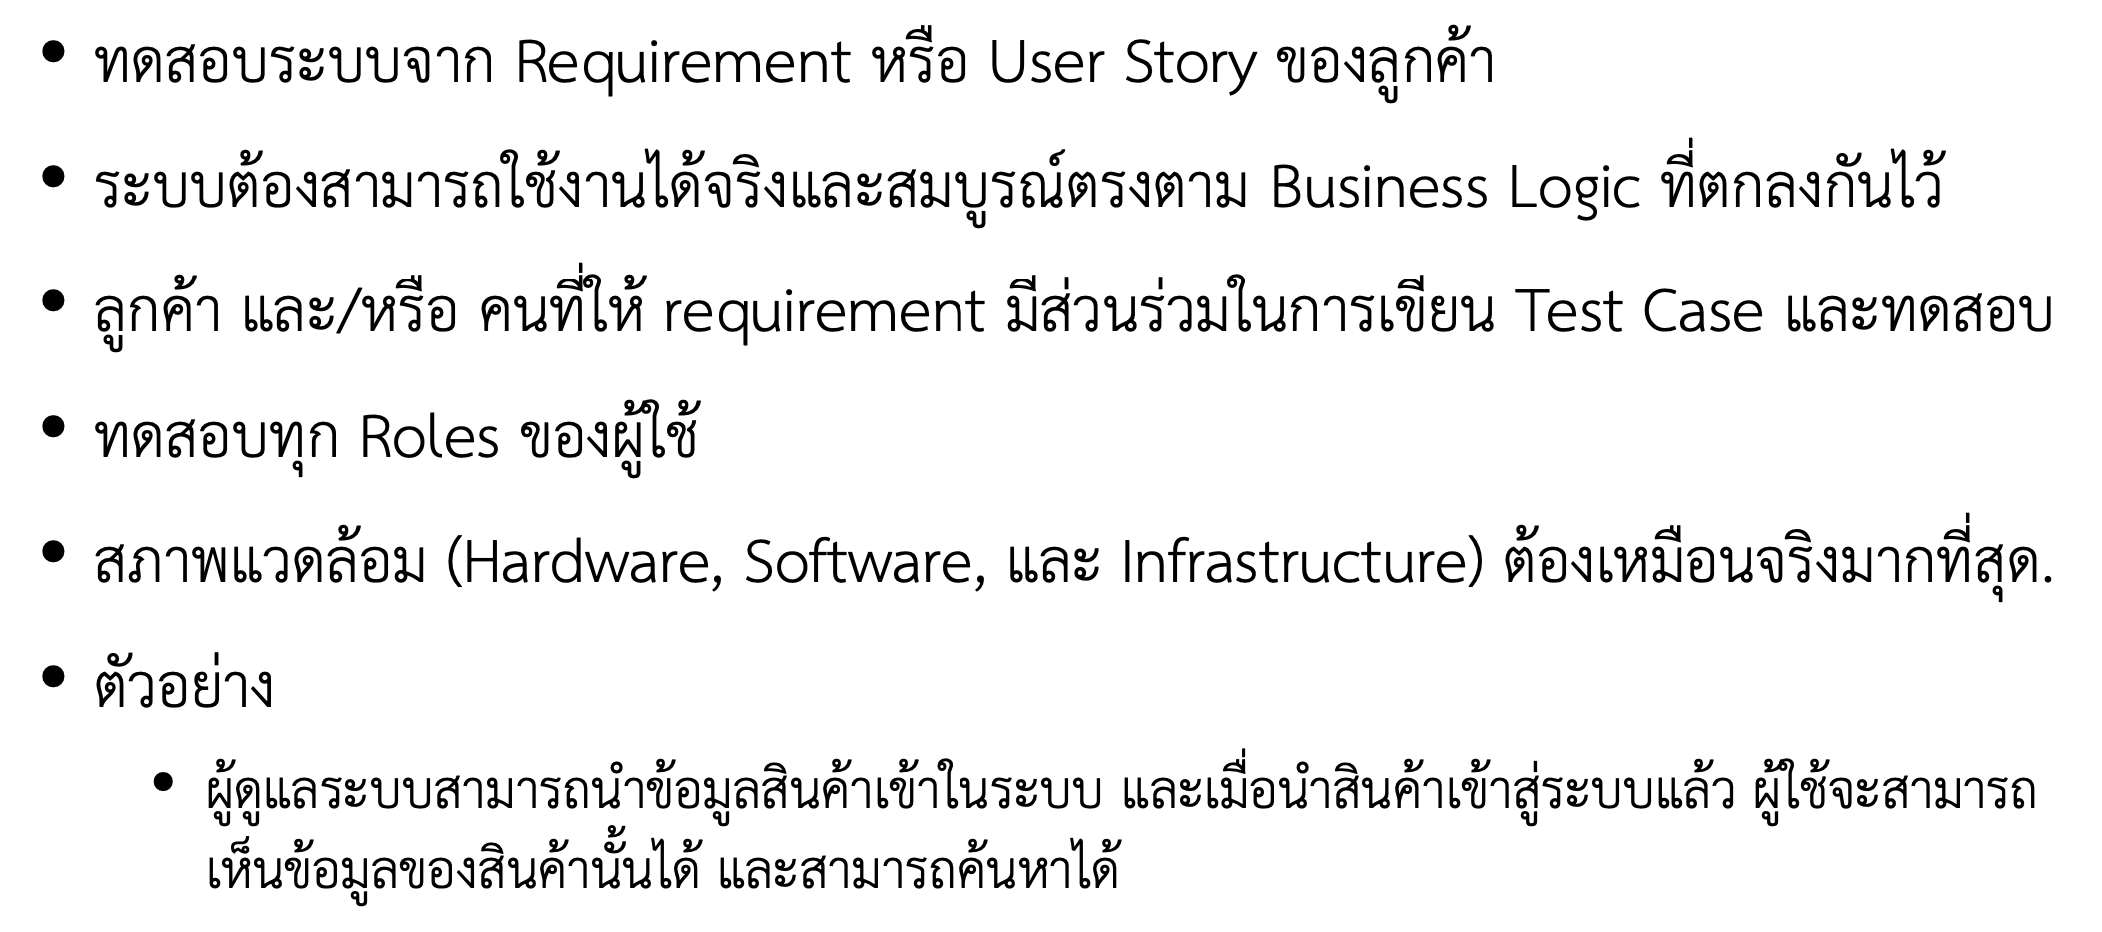 • ทดสอบระบบจาก Requirement หรือ User Story ของลูกค้า
• ระบบต้องสามารถใช้งานได้จริงและสมบูรณ์ตรงตาม Business Logic ที่ตกลงกันไว้
• ลูกค้า และ/หรือ คนที่ให้ requirement มีส่วนร่วมในการเขียน Test Case และทดสอบ
• ทดสอบทุก Roles ของผู้ใช้
• สภาพแวดล้อม (Hardware, Software, และ Infrastructure) ต้องเหมือนจริงมากที่สุด.
• ตัวอย่าง
• ผู้ดูแลระบบสามารถนำข้อมูลสินค้าเข้าในระบบ และเมื่อนำสินค้าเข้าสู่ระบบแล้ว ผู้ใช้จะสามารถ
เห็นข้อมูลของสินค้านั้นได้ และสามารถค้นหาได้